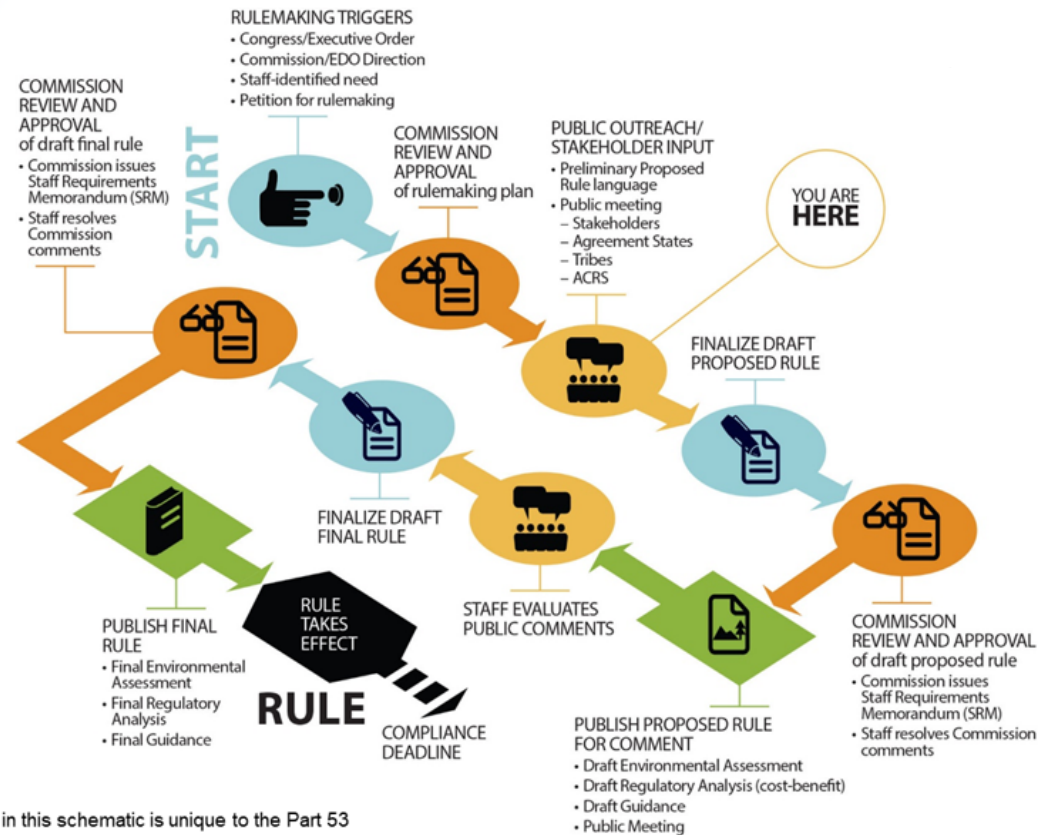 RULEMAKING TRIGGERS
• Congress/Executive Order
• Commission/EDO Direction
• Staff-identified need
• Petition for rulemaking
START
COMMISSION
REVIEW AND
APPROVAL
of rulemaking plan
PUBLIC OUTREACH/
STAKEHOLDER INPUT
• Preliminary Proposed
Rule language
• Public meeting
– Stakeholders
– Agreement States
– Tribes
– ACRS
YOU ARE
HERE
FINALIZE DRAFT
PROPOSED RULE
COMMISSION
REVIEW AND APPROVAL
of draft proposed rule
• Commission issues
Staff Requirements
Memorandum (SRM)
• Staff resolves Commission
comments
PUBLISH PROPOSED RULE
FOR COMMENT
• Draft Environmental Assessment
• Draft Regulatory Analysis (cost-benefit)
• Draft Guidance
• Public Meeting
STAFF EVALUATES
PUBLIC COMMENTS
FINALIZE DRAFT
FINAL RULE
COMMISSION
REVIEW AND
APPROVAL
of draft final rule
• Commission issues
Staff Requirements
Memorandum (SRM)
• Staff resolves
Commission
comments
PUBLISH FINAL
RULE
• Final Environmental
Assessment
• Final Regulatory
Analysis
• Final Guidance
RULE
TAKES
EFFECT
RULE
COMPLIANCE
DEADLINE
in this schematic is unique to the Part 53